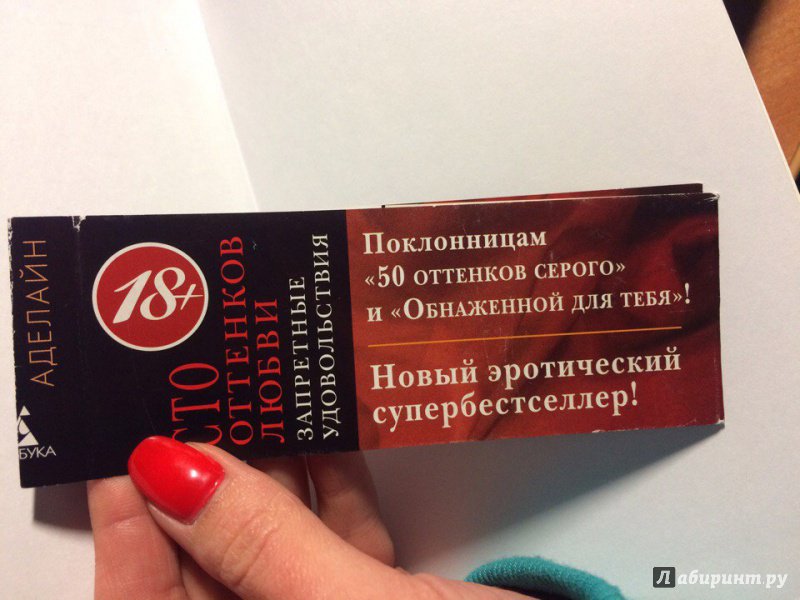 АДЕЛАЙН
18+
СТО
ОТТЕНКОВ
ЛЮБВИ
ЗАПРЕТНЫЕ
УДОВОЛЬСТВИЯ
БУКА
Поклонницам
«50 оттенков серого»
и «Обнаженной для тебя»!
Новый эротический
супербестселлер!
Лабиринт.ру